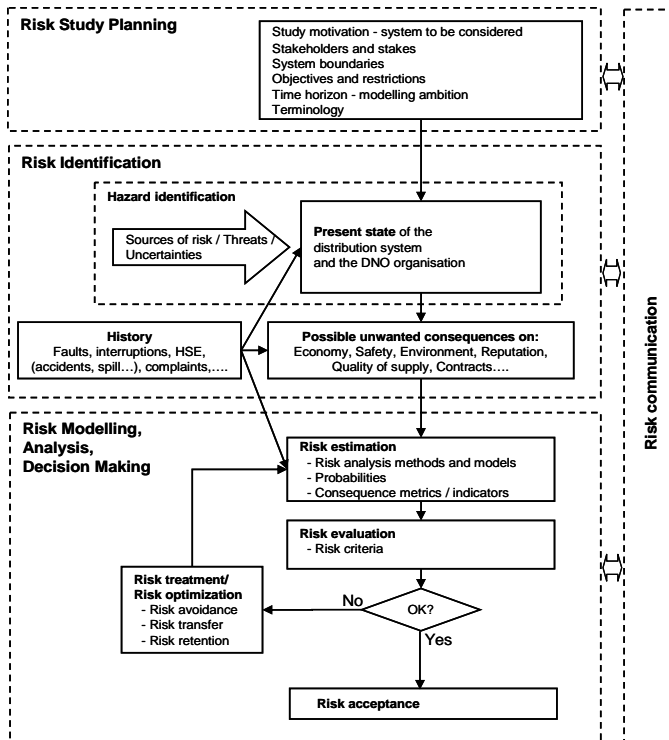 Risk Study Planning
Study motivation - system to be considered
Stakeholders and stakes
System boundaries
Objectives and restrictions
Time horizon - modelling ambition
Terminology
Risk Identification
Hazard identification
Sources of risk / Threats /
Uncertainties
Present state of the
distribution system
and the DNO organisation
History
Faults, interruptions, HSE,
(accidents, spill...), complaints,....
Possible unwanted consequences on:
Economy, Safety, Environment, Reputation,
Quality of supply, Contracts....
Risk Modelling,
Analysis,
Decision Making
Risk estimation
- Risk analysis methods and models
- Probabilities
- Consequence metrics / indicators
Risk evaluation
- Risk criteria
Risk treatment/
Risk optimization
- Risk avoidance
- Risk transfer
- Risk retention
No
OK?
Yes
Risk acceptance
Risk communication